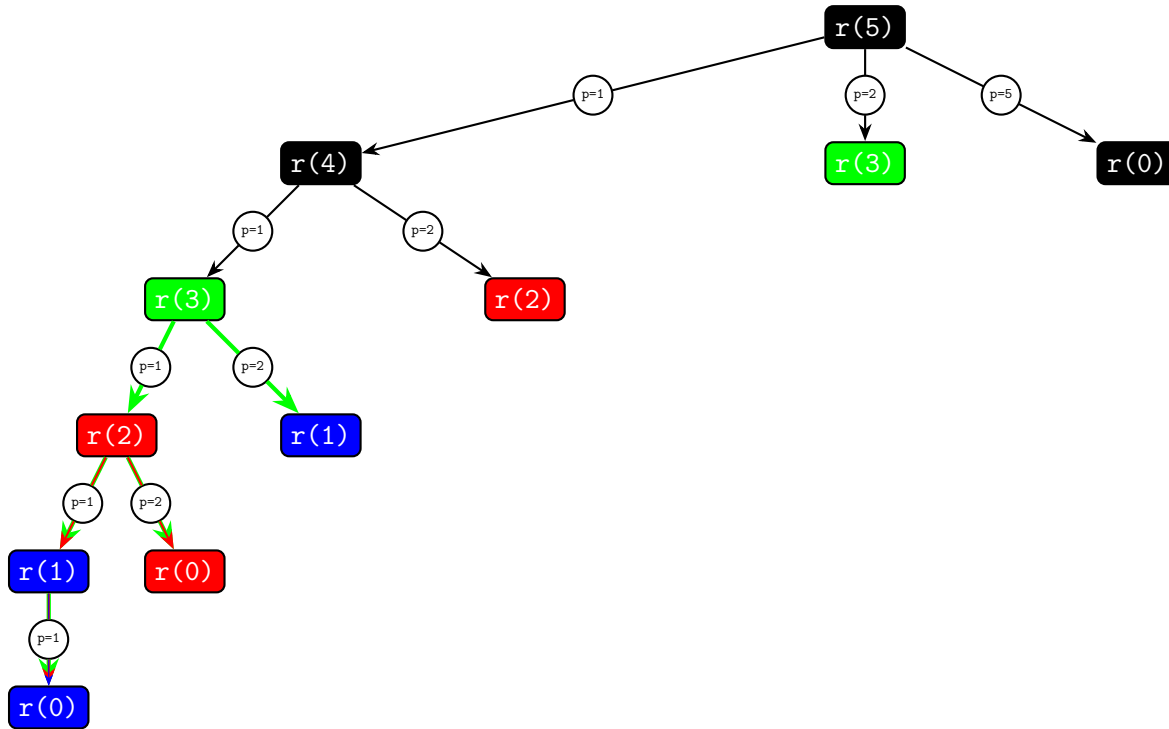 r(5)
p=1
p=2
p=5
r(4)
r(3)
r(0)
p=1
p=2
r(3)
r(2)
p=1
p=2
r(2)
r(1)
p=1
p=2
r(1)
r(0)
p=1
r(0)